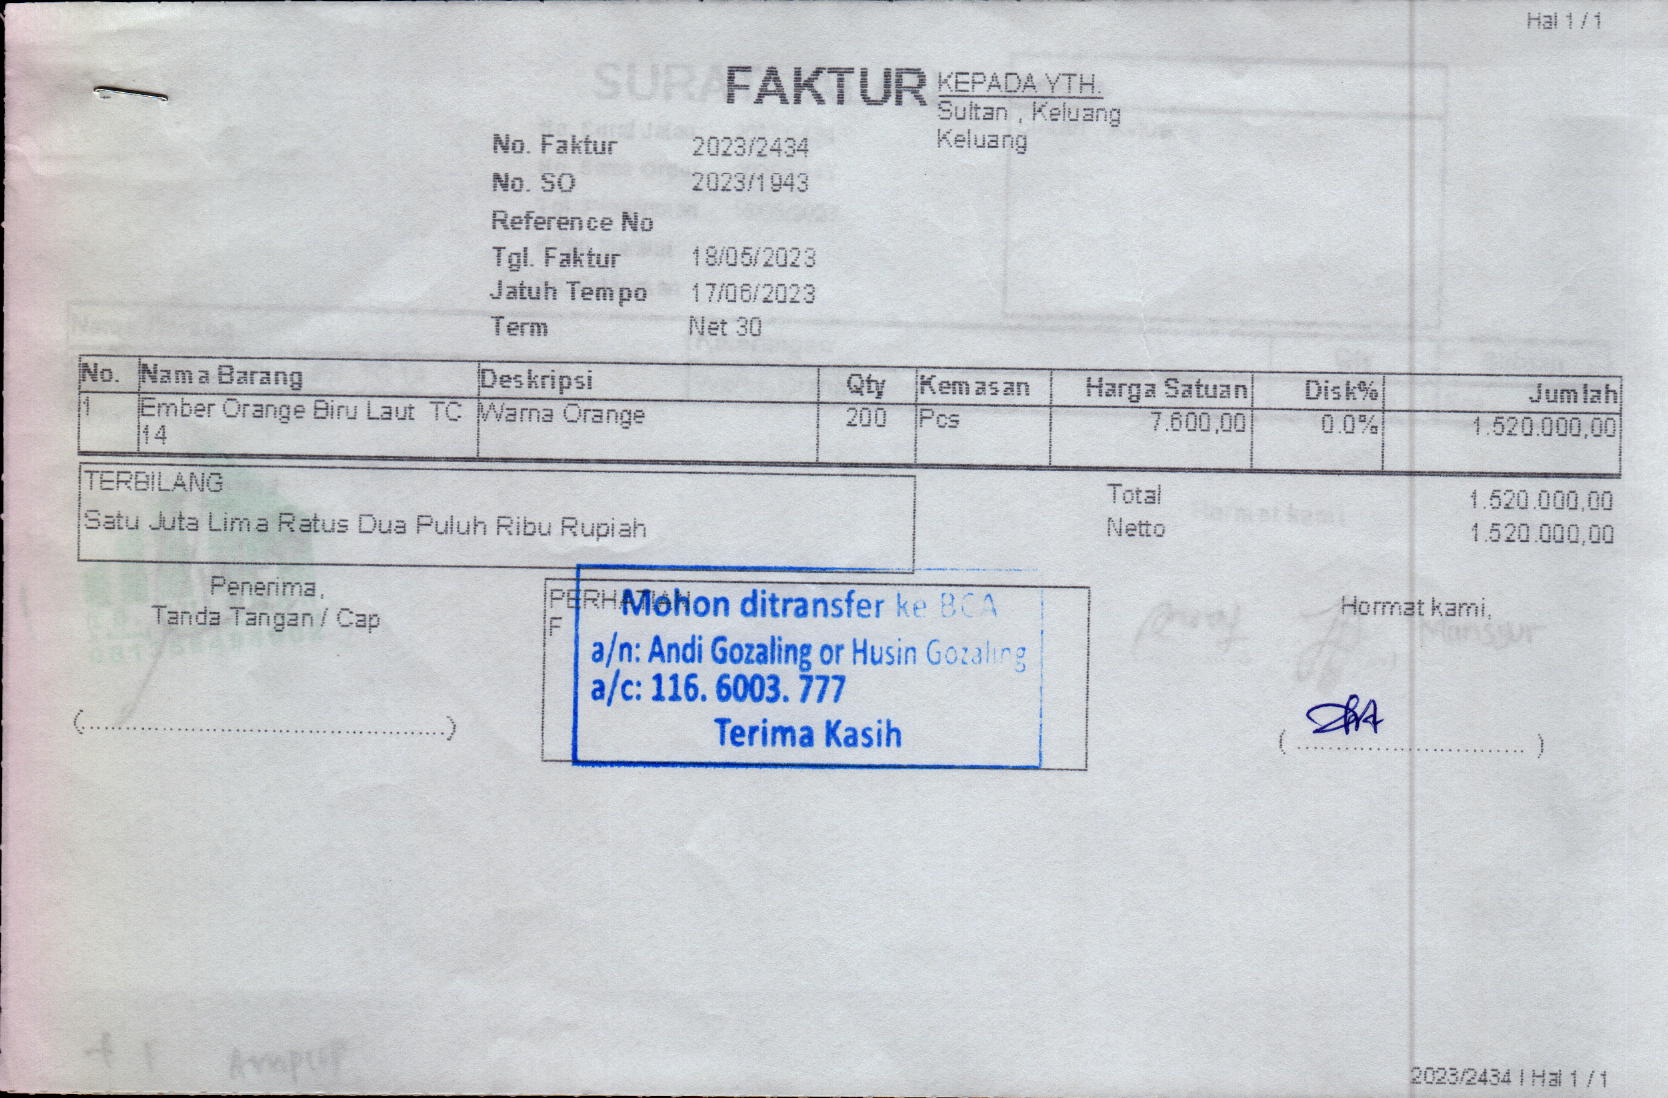 Hal 1 / 1
FAKTUR
KEPADA YTH.
Sultan , Keluang
Keluang
No. Faktur 2023/2434
No. SO 2023/1943
Reference No
Tgl. Faktur 18/05/2023
Jatuh Tempo 17/06/2023
Term Net 30
No. Nama Barang Deskripsi Qty Kemasan Harga Satuan Disk% Jumlah
1 Ember Orange Biru Laut TC Warna Orange 200 Pcs 7.600,00 0.0% 1.520.000,00
14
TERBILANG
Satu Juta Lima Ratus Dua Puluh Ribu Rupiah
Total 1.520.000,00
Netto 1.520.000,00
Penerima,
Tanda Tangan / Cap
PERHATIAN
F
Mohon ditransfer ke BCA
a/n: Andi Gozaling or Husin Gozaling
a/c: 116. 6003. 777
Terima Kasih
Hormat kami,
Mansyur
+ 1 Amplop
2023/2434 | Hal 1 / 1